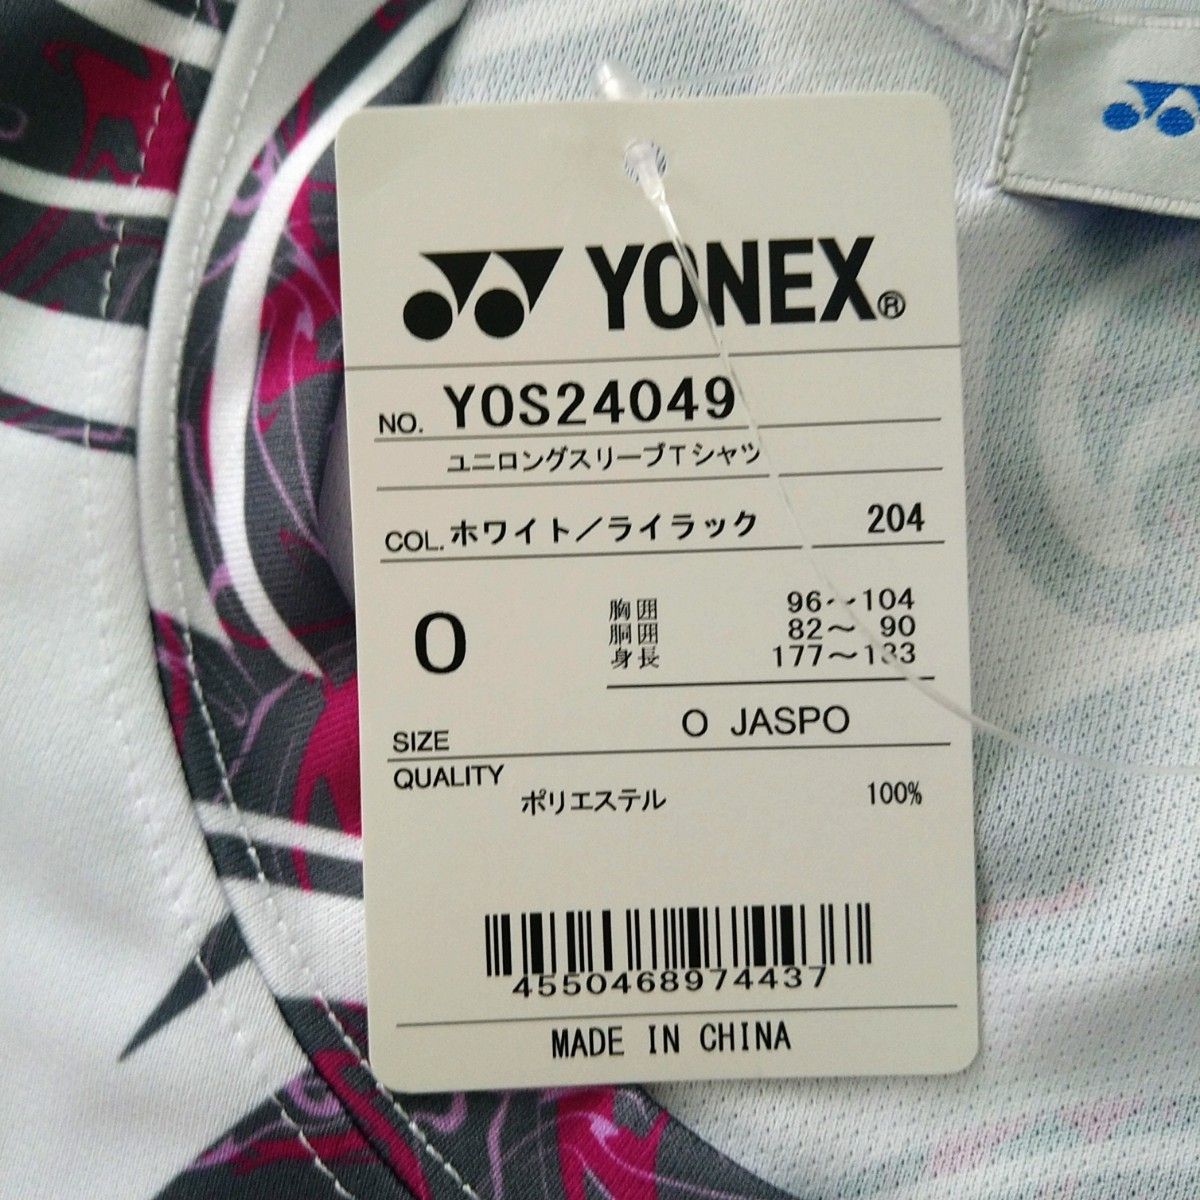 YONEX®
NO. YOS24049
ユニロングスリーブTシャツ
COL. ホワイト／ライラック 204
O
胸囲 96～104
胴囲 82～ 90
身長 177～183
SIZE O JASPO
QUALITY
ポリエステル 100%
4550468974437
MADE IN CHINA